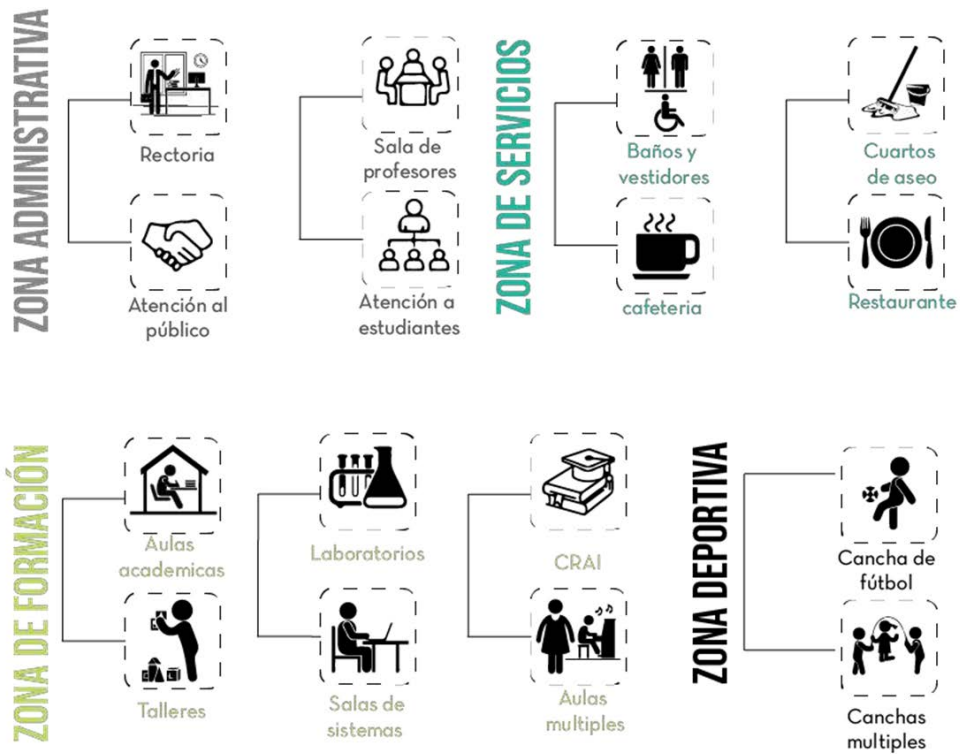 ZONA ADMINISTRATIVA
Rectoria
Atención al
público
Sala de
profesores
Atención a
estudiantes
ZONA DE SERVICIOS
Baños y
vestidores
cafeteria
Cuartos
de aseo
Restaurante
ZONA DE FORMACIÓN
Aulas
academicas
Talleres
Laboratorios
Salas de
sistemas
CRAI
Aulas
multiples
ZONA DEPORTIVA
Cancha de
fútbol
Canchas
multiples